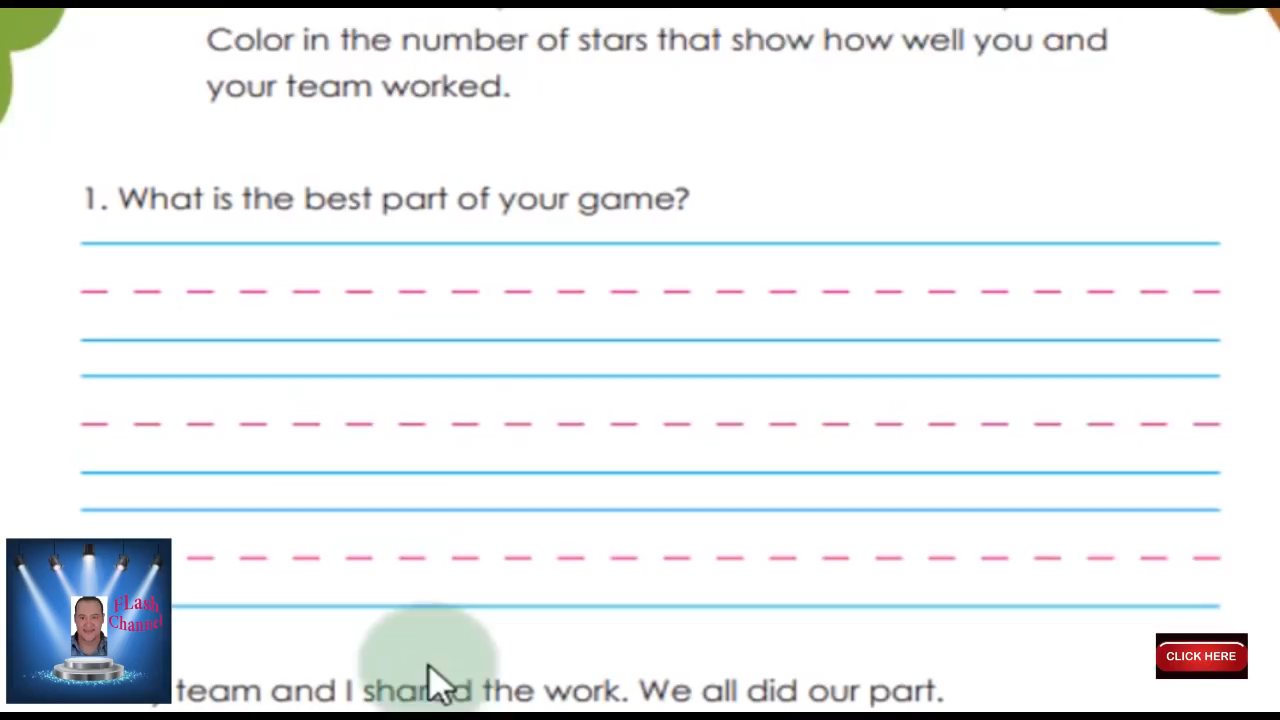 Color in the number of stars that show how well you and
your team worked.
1. What is the best part of your game?
FLash
Channel
CLICK HERE
team and I shared the work. We all did our part.